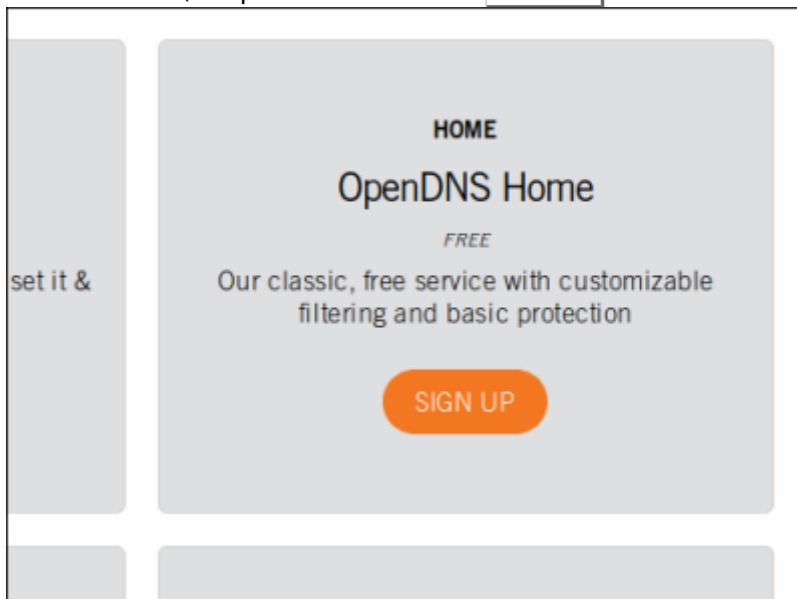 HOME
OpenDNS Home
FREE
set it &
Our classic, free service with customizable
filtering and basic protection
SIGN UP